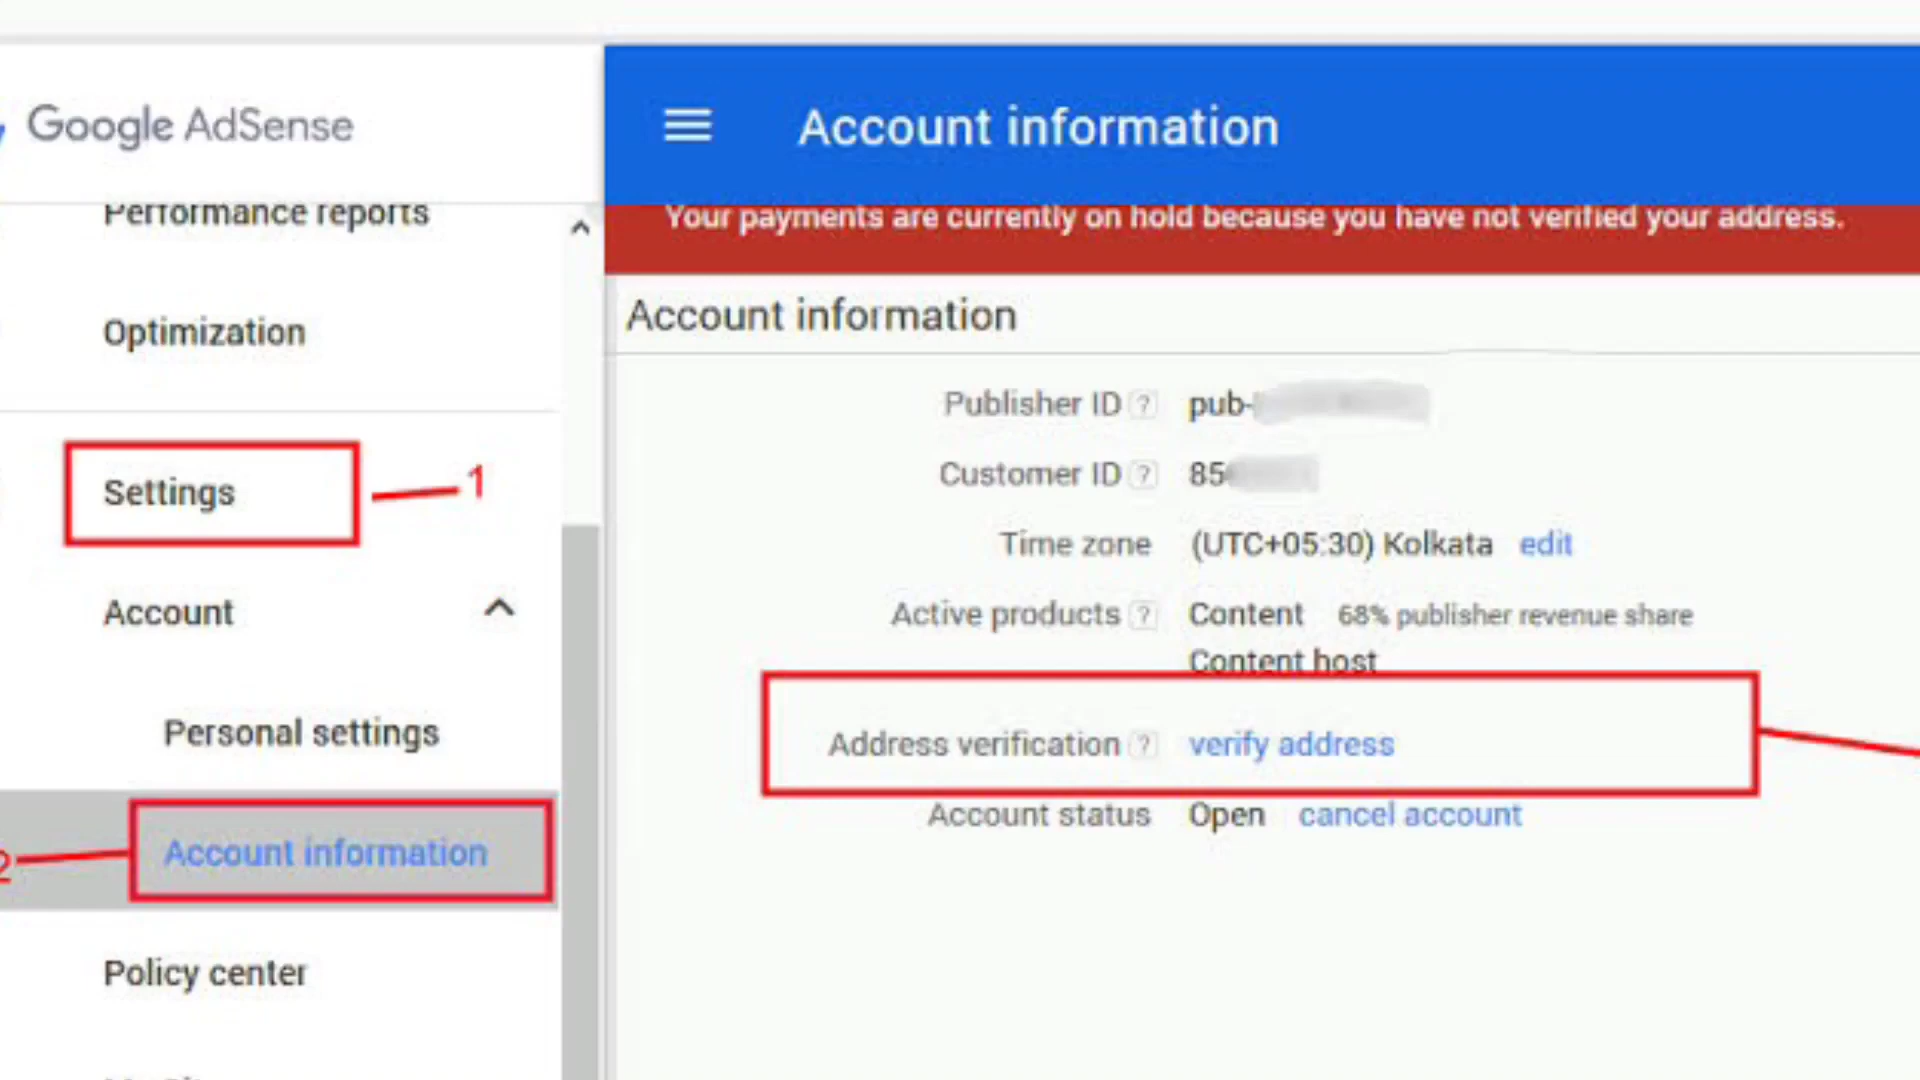 Google AdSense
Performance reports
Optimization
Settings
1
Account
Personal settings
2
Account information
Policy center
Account information
Your payments are currently on hold because you have not verified your address.
Account information
Publisher ID ? pub-
Customer ID ? 85
Time zone (UTC+05:30) Kolkata edit
Active products ? Content 68% publisher revenue share
Content host
Address verification ? verify address
Account status Open cancel account